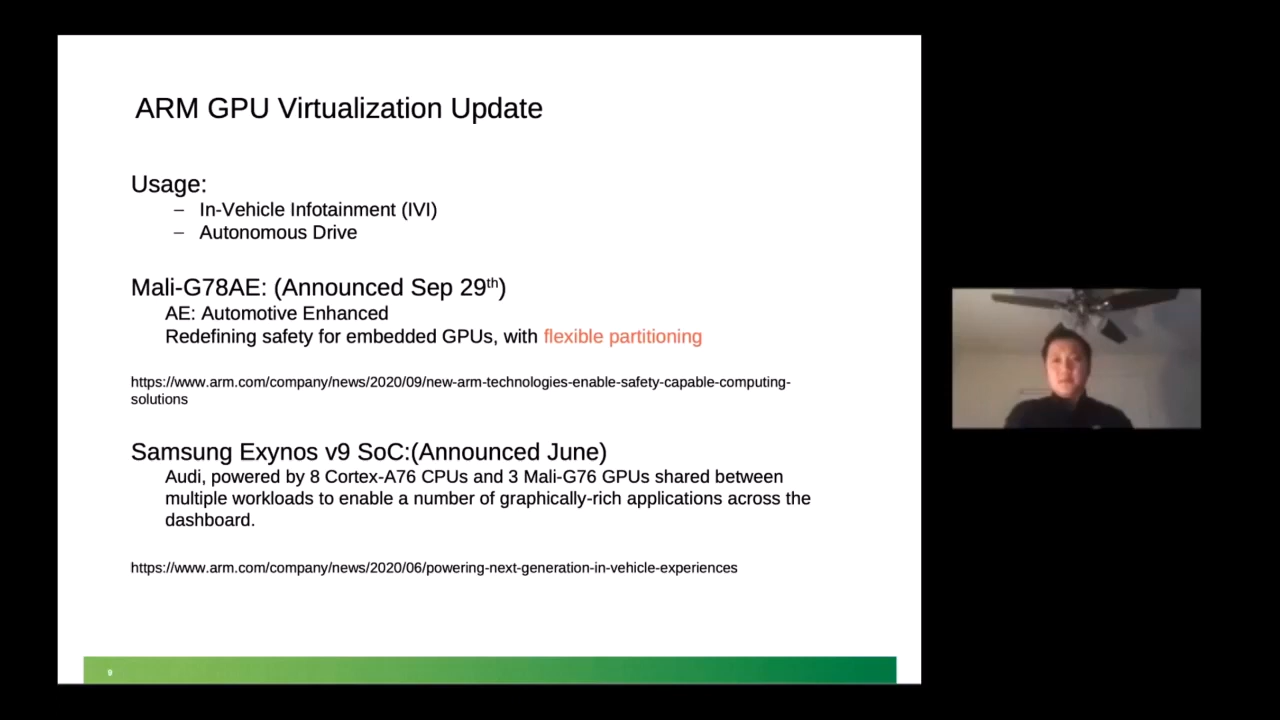 ARM GPU Virtualization Update
Usage:
– In-Vehicle Infotainment (IVI)
– Autonomous Drive
Mali-G78AE: (Announced Sep 29th)
AE: Automotive Enhanced
Redefining safety for embedded GPUs, with flexible partitioning
https://www.arm.com/company/news/2020/09/new-arm-technologies-enable-safety-capable-computing-
solutions
Samsung Exynos v9 SoC:(Announced June)
Audi, powered by 8 Cortex-A76 CPUs and 3 Mali-G76 GPUs shared between
multiple workloads to enable a number of graphically-rich applications across the
dashboard.
https://www.arm.com/company/news/2020/06/powering-next-generation-in-vehicle-experiences
9